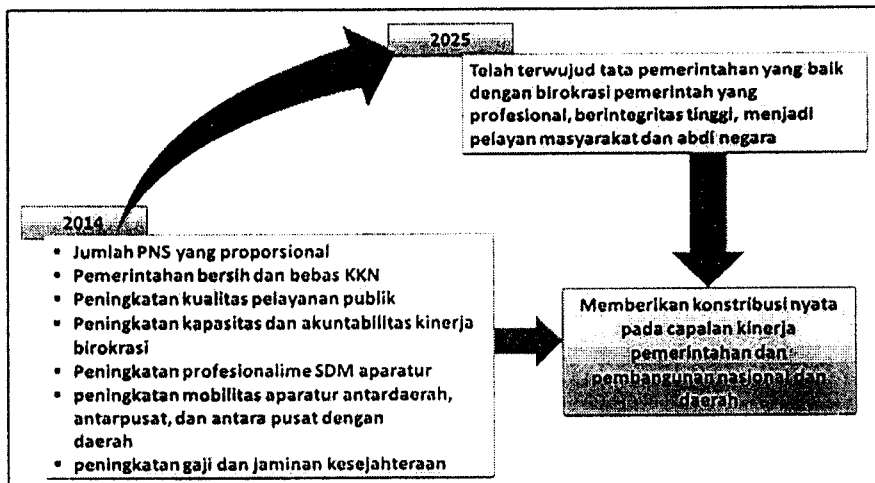 2025
Telah terwujud tata pemerintahan yang baik
dengan birokrasi pemerintah yang
profesional, berintegritas tinggi, menjadi
pelayan masyarakat dan abdi negara
2014
▪ Jumlah PNS yang proporsional
▪ Pemerintahan bersih dan bebas KKN
▪ Peningkatan kualitas pelayanan publik
▪ Peningkatan kapasitas dan akuntabilitas kinerja
birokrasi
▪ Peningkatan profesionalime SDM aparatur
▪ peningkatan mobilitas aparatur antardaerah,
antarpusat, dan antara pusat dengan
daerah
▪ peningkatan gaji dan jaminan kesejahteraan
Memberikan konstribusi nyata
pada capaian kinerja
pemerintahan dan
pembangunan nasional dan
daerah